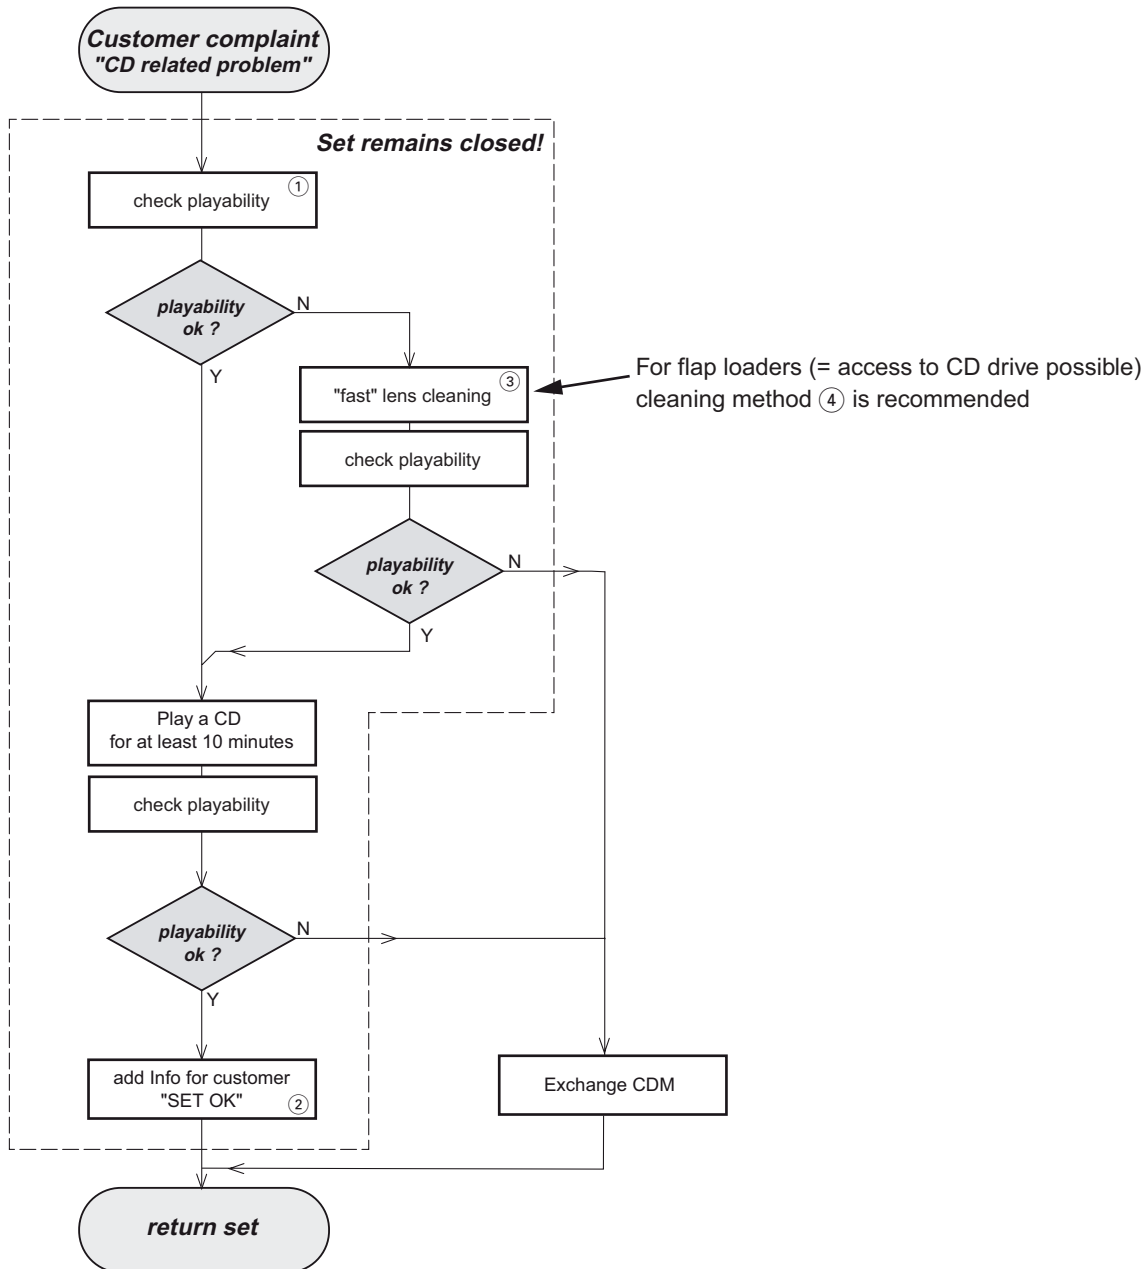 Customer complaint
"CD related problem"
Set remains closed!
check playability ①
playability
ok ?
N
Y
"fast" lens cleaning ③
For flap loaders (= access to CD drive possible)
cleaning method ④ is recommended
check playability
playability
ok ?
N
Y
Play a CD
for at least 10 minutes
check playability
playability
ok ?
N
Y
add Info for customer
"SET OK" ②
Exchange CDM
return set